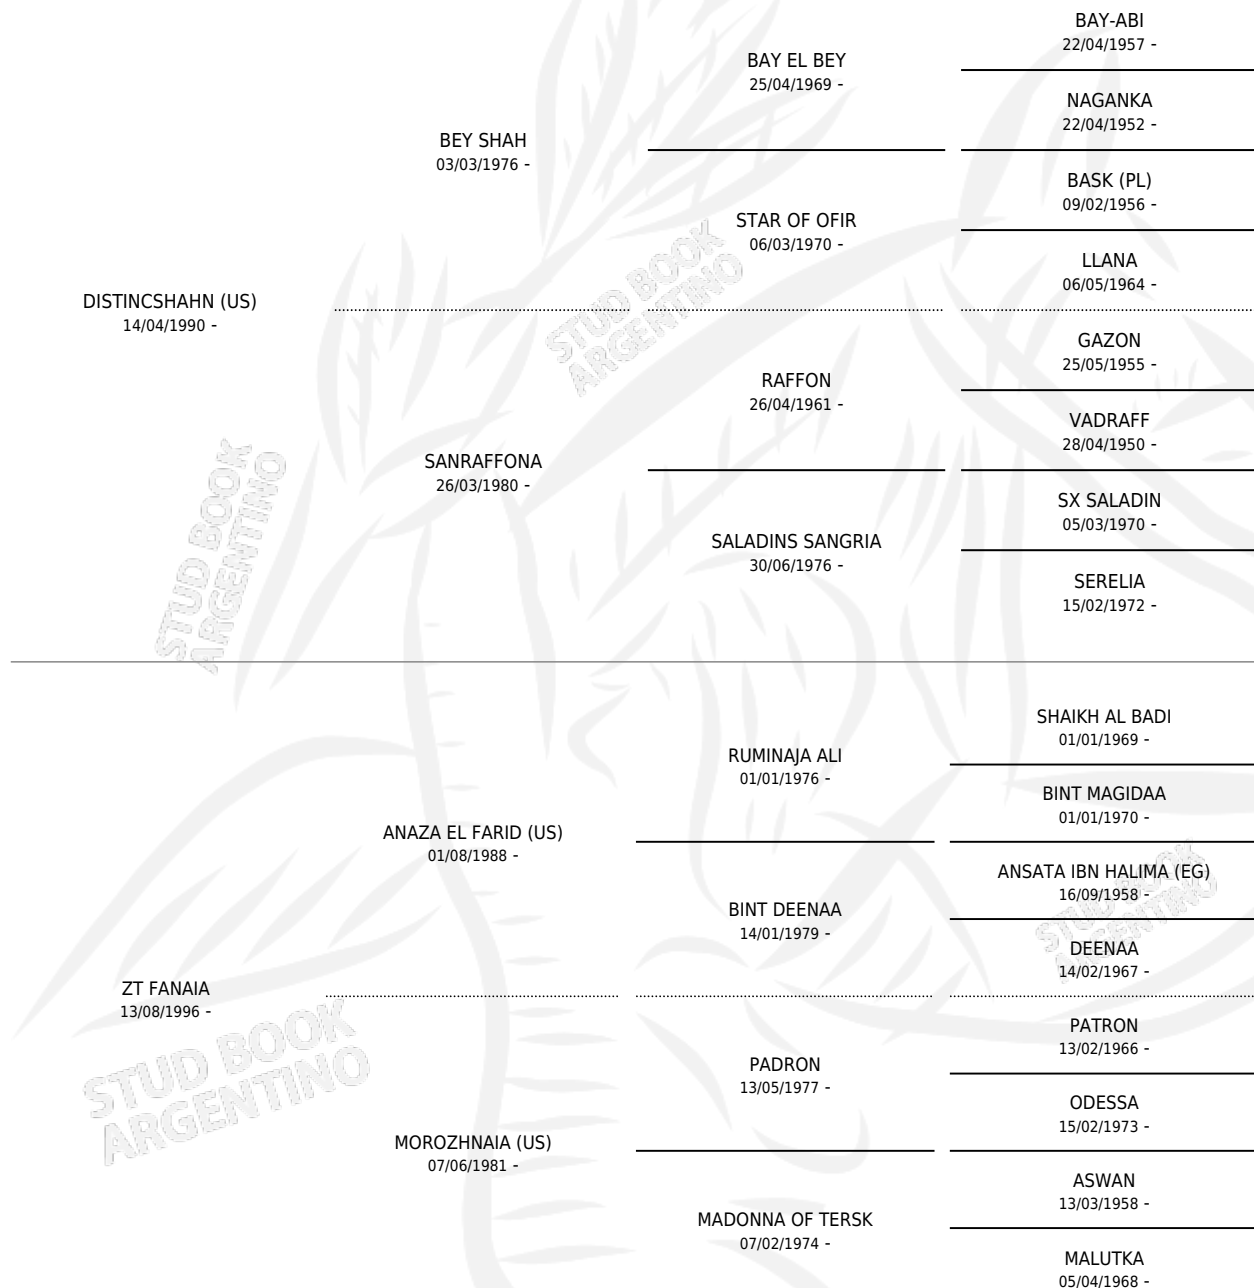 BAY-ABI
22/04/1957 -
BAY EL BEY
25/04/1969 -
NAGANKA
22/04/1952 -
BEY SHAH
03/03/1976 -
BASK (PL)
09/02/1956 -
STAR OF OFIR
06/03/1970 -
LLANA
06/05/1964 -
DISTINCSHAHN (US)
14/04/1990 -
GAZON
25/05/1955 -
RAFFON
26/04/1961 -
VADRAFF
28/04/1950 -
SANRAFFONA
26/03/1980 -
SX SALADIN
05/03/1970 -
SALADINS SANGRIA
30/06/1976 -
SERELIA
15/02/1972 -
STUD BOOK
ARGENTINO
STUD BOOK
ARGENTINO
SHAIKH AL BADI
01/01/1969 -
RUMINAJA ALI
01/01/1976 -
BINT MAGIDAA
01/01/1970 -
ANAZA EL FARID (US)
01/08/1988 -
ANSATA IBN HALIMA (EG)
16/09/1958 -
BINT DEENAA
14/01/1979 -
DEENAA
14/02/1967 -
ZT FANAIA
13/08/1996 -
PATRON
13/02/1966 -
PADRON
13/05/1977 -
ODESSA
15/02/1973 -
MOROZHNAIA (US)
07/06/1981 -
ASWAN
13/03/1958 -
MADONNA OF TERSK
07/02/1974 -
MALUTKA
05/04/1968 -
STUD BOOK
ARGENTINO
STUD BOOK
ARGENTINO